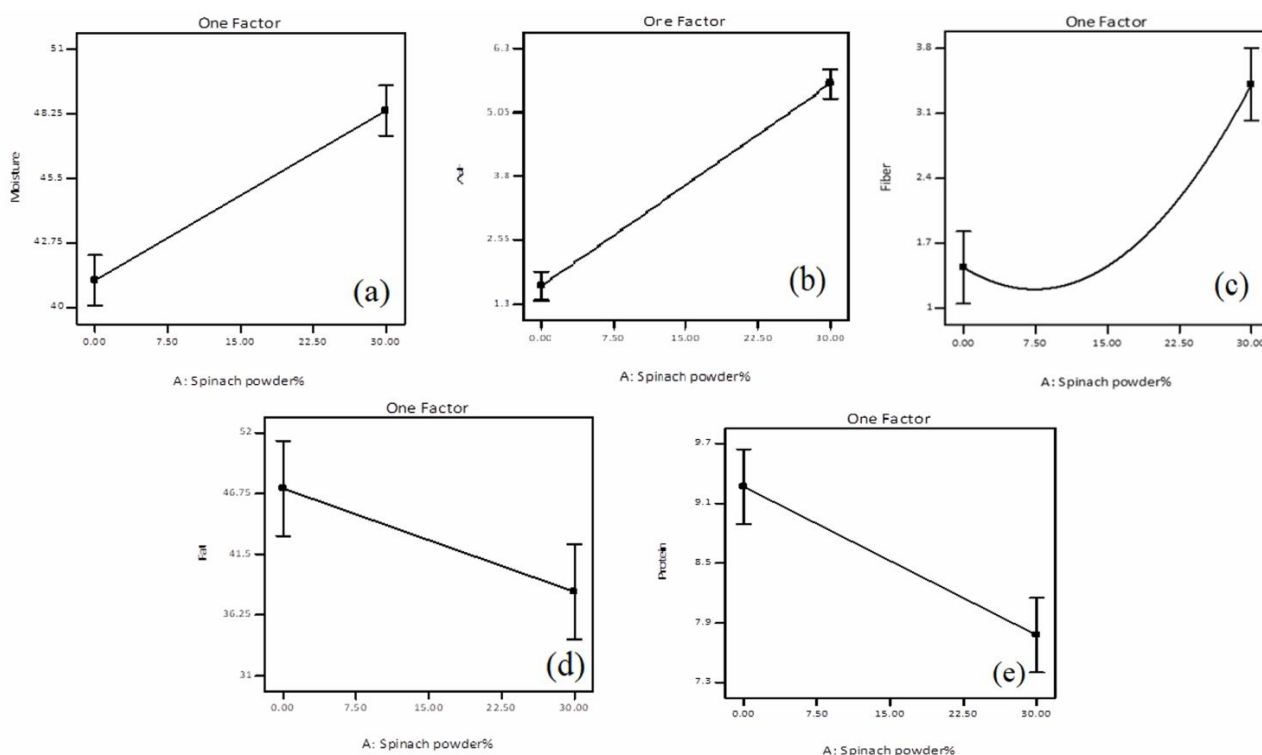 One Factor
51
48.25
45.5
42.75
40
Moisture
0.00 7.50 15.00 22.50 30.00
A: Spinach powder%
(a)
Ore Factor
6.3
5.05
3.8
2.55
1.3
0.00 7.50 15.00 22.50 30.00
A: Spinach powder%
(b)
One Factor
3.8
3.1
2.4
1.7
1
Fiber
0.00 7.50 15.00 22.50 30.00
A: Spinach powder%
(c)
One Factor
52
46.75
41.5
36.25
31
Fat
0.00 7.50 15.00 22.50 30.00
A: Spinach powder%
(d)
One Factor
9.7
9.1
8.5
7.9
7.3
Protein
0.00 7.50 15.00 22.50 30.00
A: Spinach powder%
(e)